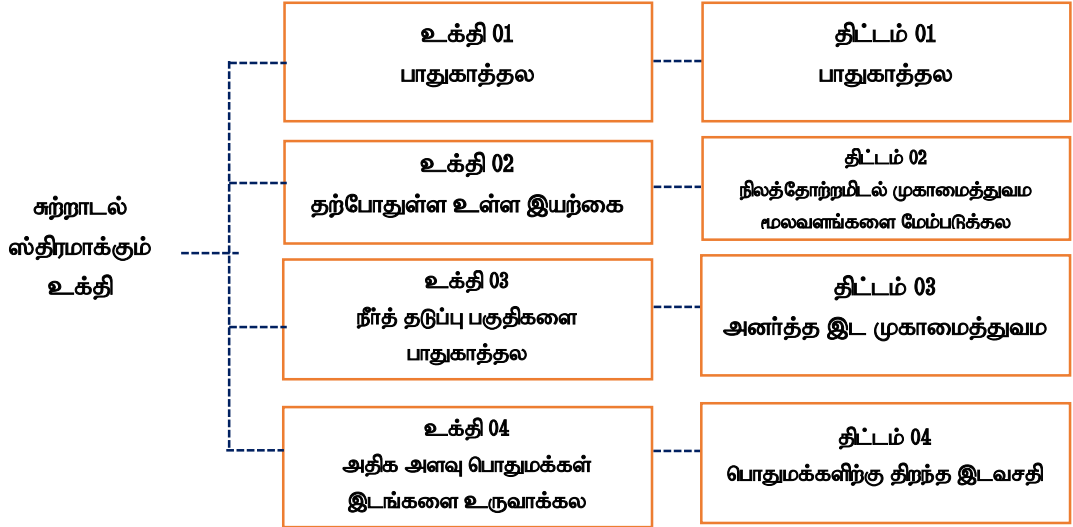 சுற்றாடல்
ஸ்திரமாக்கும்
உக்தி
உக்தி 01
பாதுகாத்தல
திட்டம் 01
பாதுகாத்தல
உக்தி 02
தற்போதுள்ள உள்ள இயற்கை
திட்டம் 02
நிலத்தோற்றமிடல் முகாமைத்துவம
மூலவளங்களை மேம்படுக்கல
உக்தி 03
நீர்த் தடுப்பு பகுதிகளை
பாதுகாத்தல
திட்டம் 03
அனர்த்த இட முகாமைத்துவம
உக்தி 04
அதிக அளவு பொதுமக்கள்
இடங்களை உருவாக்கல
திட்டம் 04
பொதுமக்களிற்கு திறந்த இடவசதி